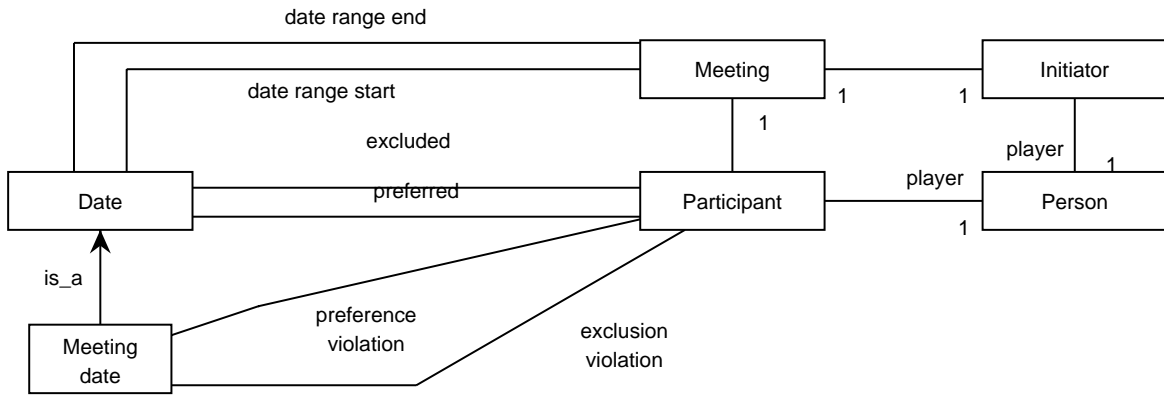 date range end
Meeting
Initiator
date range start
1
1
1
excluded
player
1
Date
preferred
Participant
player
Person
1
is_a
preference
violation
exclusion
violation
Meeting
date